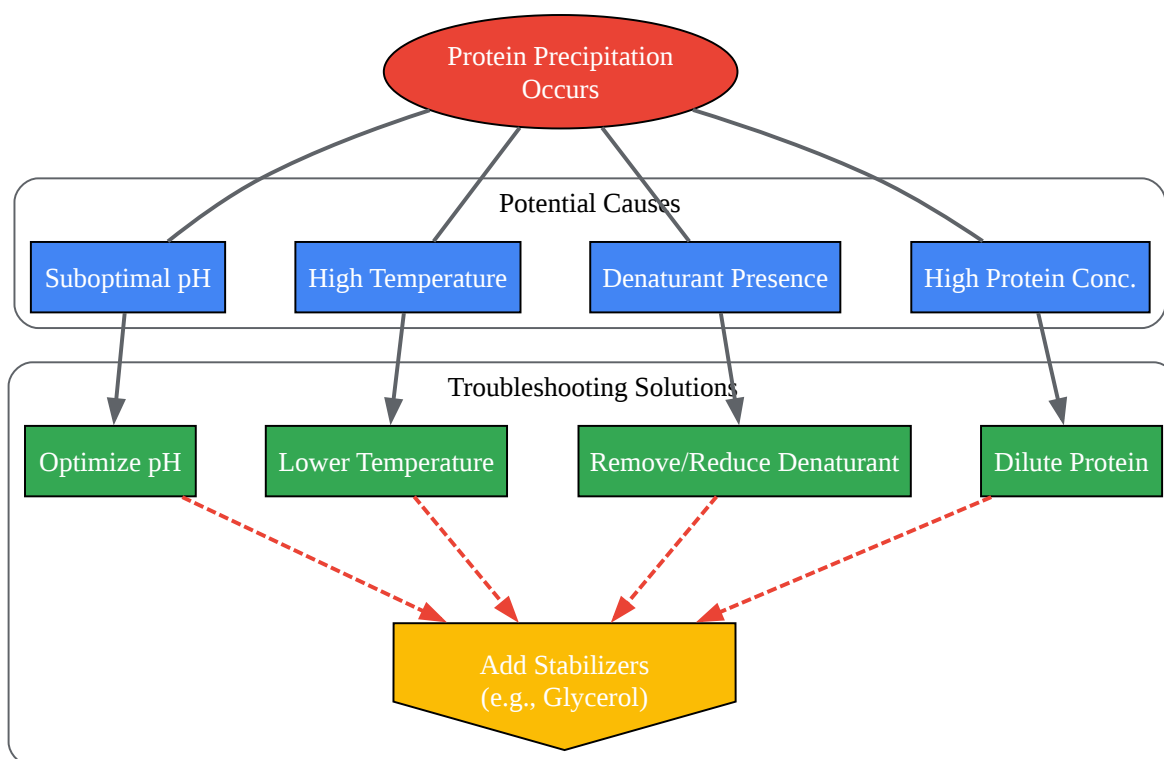 Protein Precipitation
Occurs
Potential Causes
Suboptimal pH
High Temperature
Denaturant Presence
High Protein Conc.
Troubleshooting Solutions
Optimize pH
Lower Temperature
Remove/Reduce Denaturant
Dilute Protein
Add Stabilizers
(e.g., Glycerol)